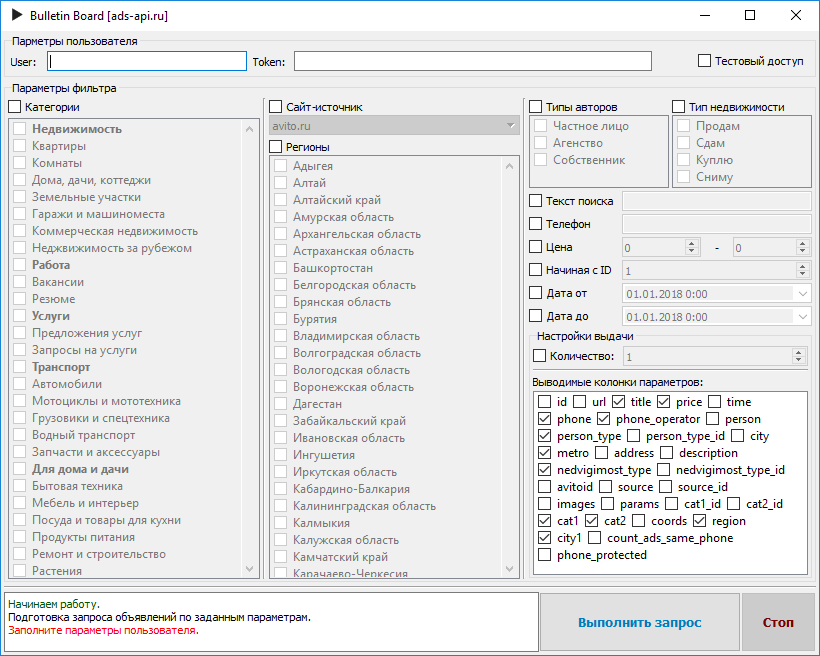 Bulletin Board [ads-api.ru]
Парметры пользователя
User:
Token:
Тестовый доступ
Параметры фильтра
Категории
Недвижимость
Квартиры
Комнаты
Дома, дачи, коттеджи
Земельные участки
Гаражи и машиноместа
Коммерческая недвижимость
Неджвижимость за рубежом
Работа
Вакансии
Резюме
Услуги
Предложения услуг
Запросы на услуги
Транспорт
Автомобили
Мотоциклы и мототехника
Грузовики и спецтехника
Водный транспорт
Запчасти и аксессуары
Для дома и дачи
Бытовая техника
Мебель и интерьер
Посуда и товары для кухни
Продукты питания
Ремонт и строительство
Растения
Сайт-источник
avito.ru
Регионы
Адыгея
Алтай
Алтайский край
Амурская область
Архангельская область
Астраханская область
Башкортостан
Белгородская область
Брянская область
Бурятия
Владимирская область
Волгоградская область
Вологодская область
Воронежская область
Дагестан
Забайкальский край
Ивановская область
Ингушетия
Иркутская область
Кабардино-Балкария
Калининградская область
Калмыкия
Калужская область
Камчатский край
Карачаево-Черкесия
Типы авторов
Частное лицо
Агенство
Собственник
Тип недвижимости
Продам
Сдам
Куплю
Сниму
Текст поиска
Телефон
Цена 0 - 0
Начиная с ID 1
Дата от 01.01.2018 0:00
Дата до 01.01.2018 0:00
Настройки выдачи
Количество: 1
Выводимые колонки параметров:
id url title price time
phone phone_operator person
person_type person_type_id city
metro address description
nedvigimost_type nedvigimost_type_id
avitoid source source_id
images params cat1_id cat2_id
cat1 cat2 coords region
city1 count_ads_same_phone
phone_protected
Начинаем работу.
Подготовка запроса объявлений по заданным параметрам.
Заполните параметры пользователя.
Выполнить запрос
Стоп